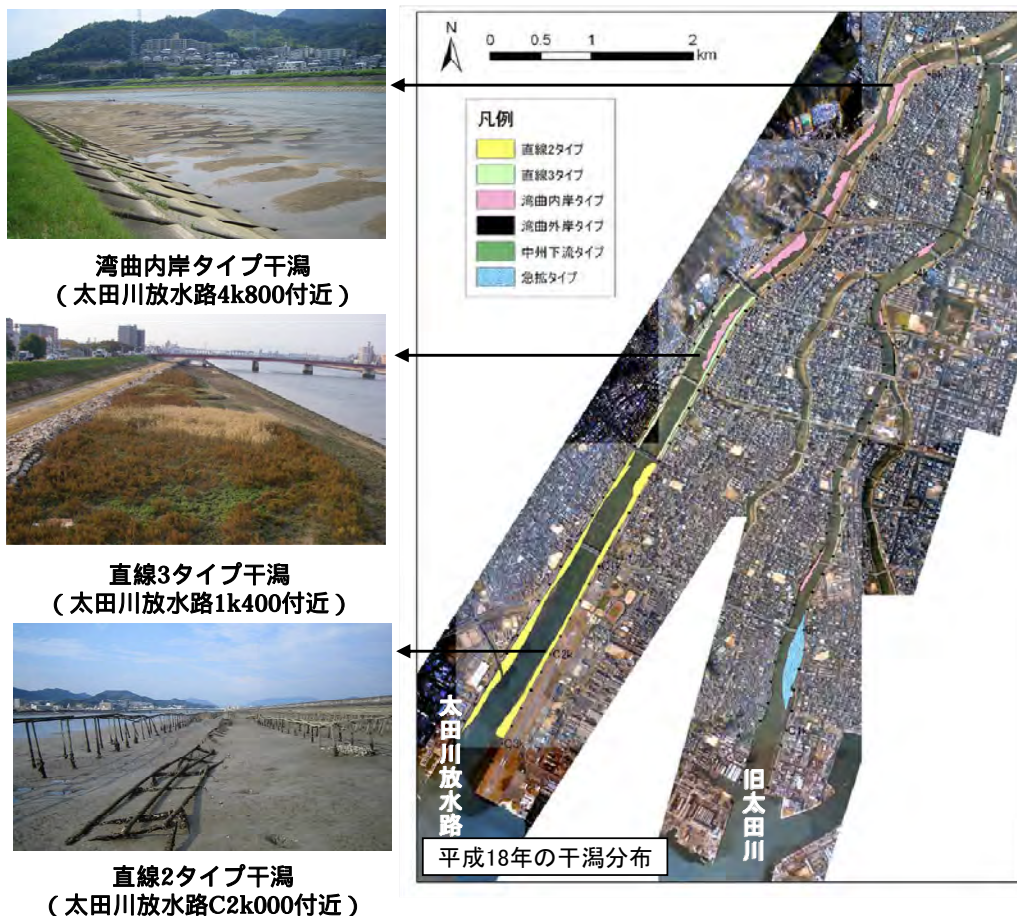 湾曲内岸タイプ干潟
（太田川放水路4k800付近）
直線3タイプ干潟
（太田川放水路1k400付近）
直線2タイプ干潟
（太田川放水路C2k000付近）
N
0 0.5 1 2
km
凡例
直線2タイプ
直線3タイプ
湾曲内岸タイプ
湾曲外岸タイプ
中州下流タイプ
急拡タイプ
C2k
C3k
C1k
太田川放水路
旧太田川
平成18年の干潟分布